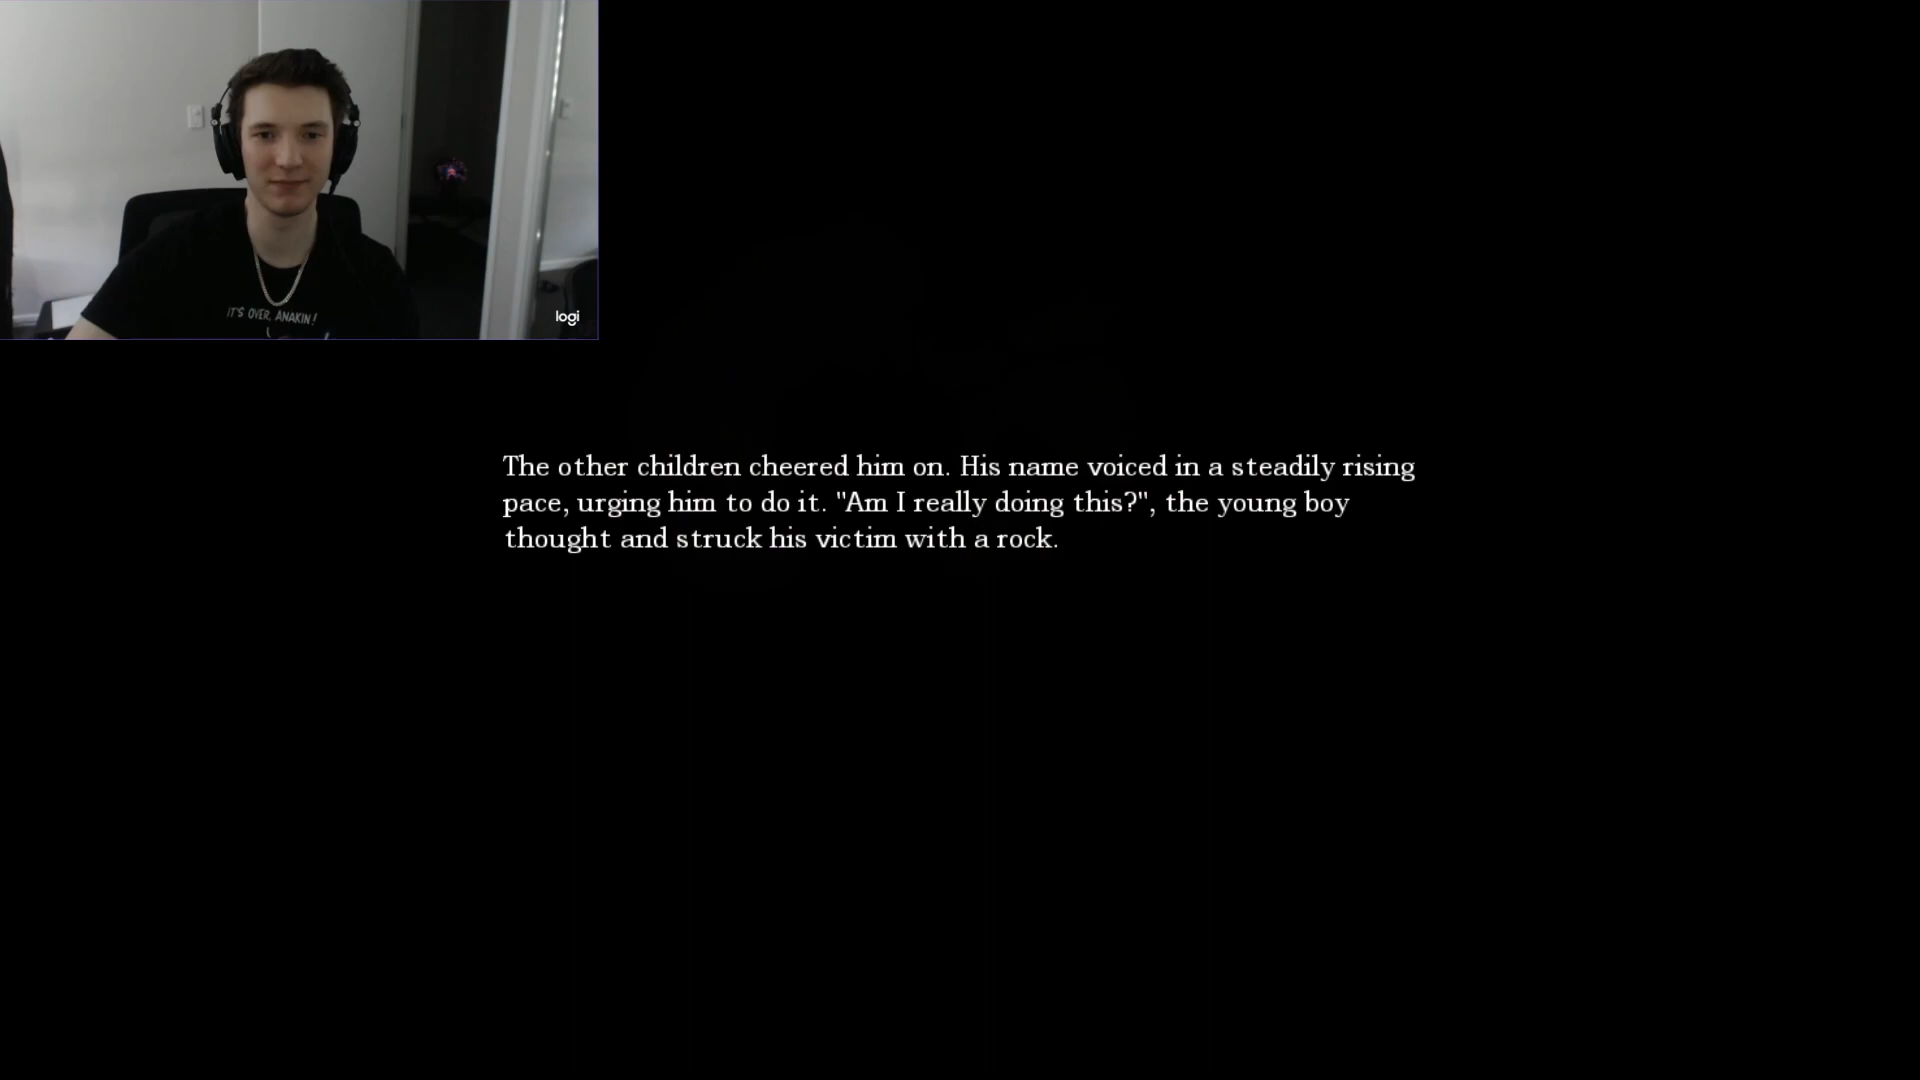 IT'S OVER, ANAKIN!
logi
The other children cheered him on. His name voiced in a steadily rising
pace, urging him to do it. "Am I really doing this?", the young boy
thought and struck his victim with a rock.